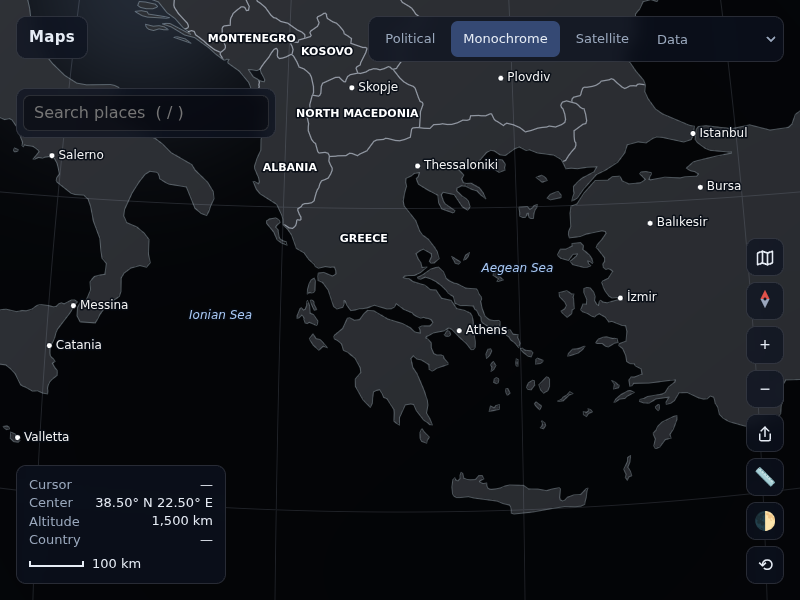 Maps
Political
Monochrome
Satellite
Data
Search places ( / )
MONTENEGRO
KOSOVO
Skopje
Plovdiv
NORTH MACEDONIA
Istanbul
Salerno
ALBANIA
Thessaloniki
Bursa
Balıkesir
GREECE
Aegean Sea
İzmir
Messina
Ionian Sea
Athens
Catania
Valletta
+
−
Cursor —
Center 38.50° N 22.50° E
Altitude 1,500 km
Country —
100 km